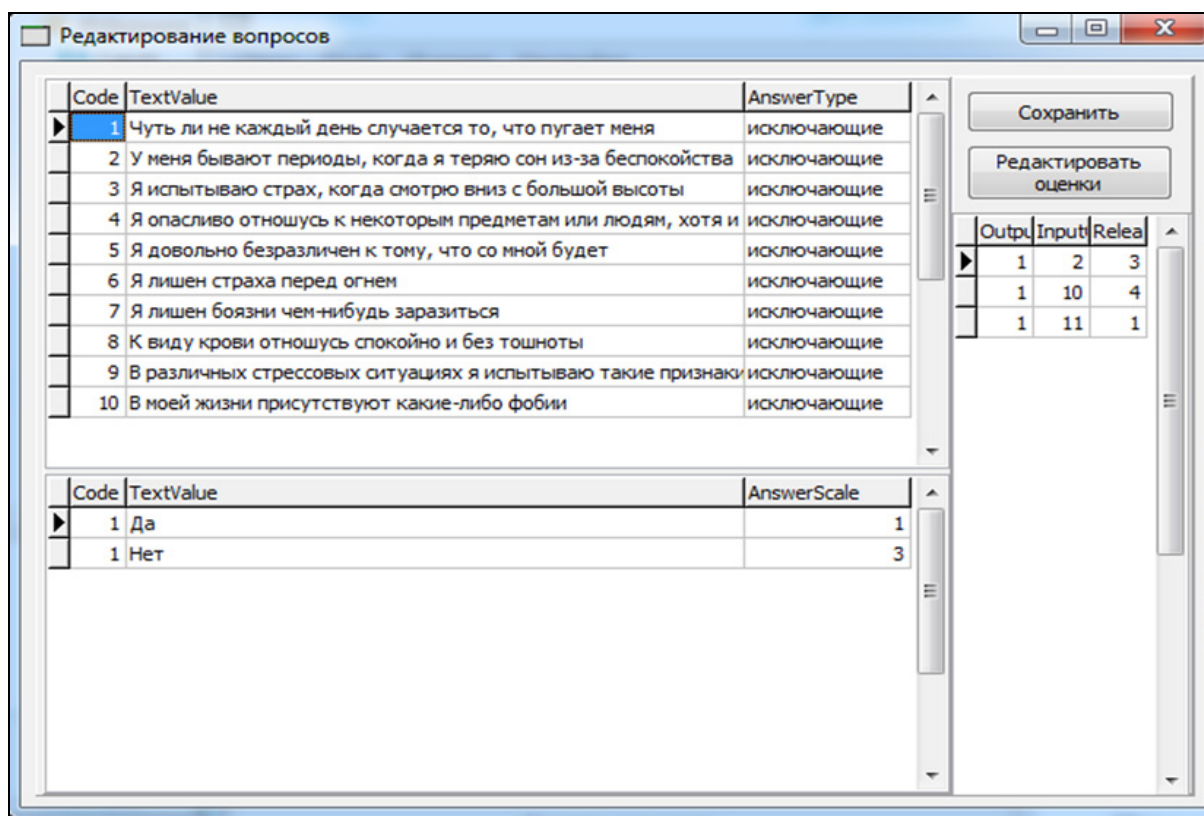 Редактирование вопросов
Code TextValue AnswerType
1 Чуть ли не каждый день случается то, что пугает меня исключающие
2 У меня бывают периоды, когда я теряю сон из-за беспокойства исключающие
3 Я испытываю страх, когда смотрю вниз с большой высоты исключающие
4 Я опасливо отношусь к некоторым предметам или людям, хотя и исключающие
5 Я довольно безразличен к тому, что со мной будет исключающие
6 Я лишен страха перед огнем исключающие
7 Я лишен боязни чем-нибудь заразиться исключающие
8 К виду крови отношусь спокойно и без тошноты исключающие
9 В различных стрессовых ситуациях я испытываю такие признаки исключающие
10 В моей жизни присутствуют какие-либо фобии исключающие
Code TextValue AnswerScale
1 Да 1
1 Нет 3
Сохранить
Редактировать
оценки
Outpu Input Relea
1 2 3
1 10 4
1 11 1